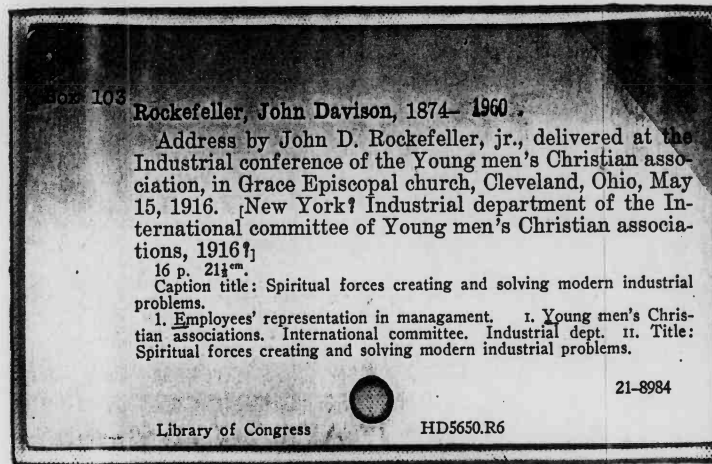 Box 103
Rockefeller, John Davison, 1874– 1960 .
Address by John D. Rockefeller, jr., delivered at the
Industrial conference of the Young men's Christian asso-
ciation, in Grace Episcopal church, Cleveland, Ohio, May
15, 1916. [New York? Industrial department of the In-
ternational committee of Young men's Christian associa-
tions, 1916?]
16 p. 21½ cm.
Caption title: Spiritual forces creating and solving modern industrial
problems.
1. Employees' representation in managament. I. Young men's Chris-
tian associations. International committee. Industrial dept. II. Title:
Spiritual forces creating and solving modern industrial problems.
21-8984
Library of Congress HD5650.R6